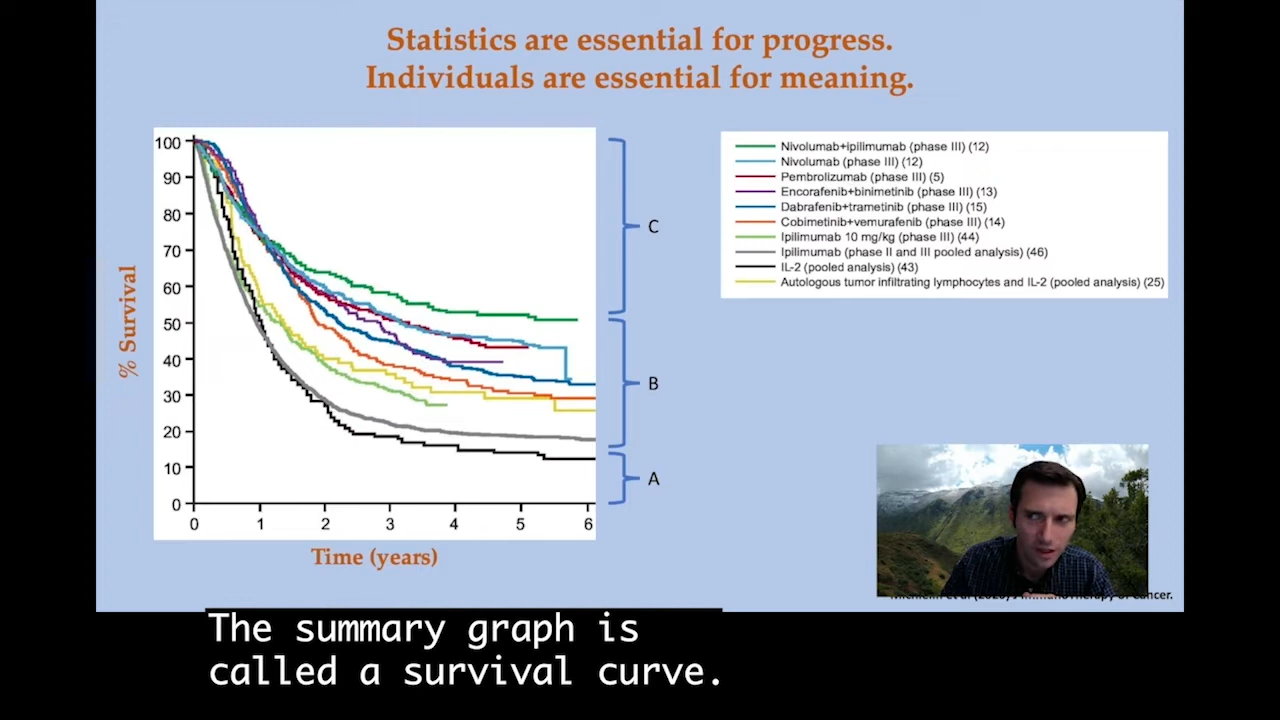 Statistics are essential for progress.
Individuals are essential for meaning.
100
90
80
70
60
50
40
30
20
10
0
% Survival
0 1 2 3 4 5 6
Time (years)
C
B
A
Nivolumab+ipilimumab (phase III) (12)
Nivolumab (phase III) (12)
Pembrolizumab (phase III) (5)
Encorafenib+binimetinib (phase III) (13)
Dabrafenib+trametinib (phase III) (15)
Cobimetinib+vemurafenib (phase III) (14)
Ipilimumab 10 mg/kg (phase III) (44)
Ipilimumab (phase II and III pooled analysis) (46)
IL-2 (pooled analysis) (43)
Autologous tumor infiltrating lymphocytes and IL-2 (pooled analysis) (25)
cancer.
The summary graph is
called a survival curve.